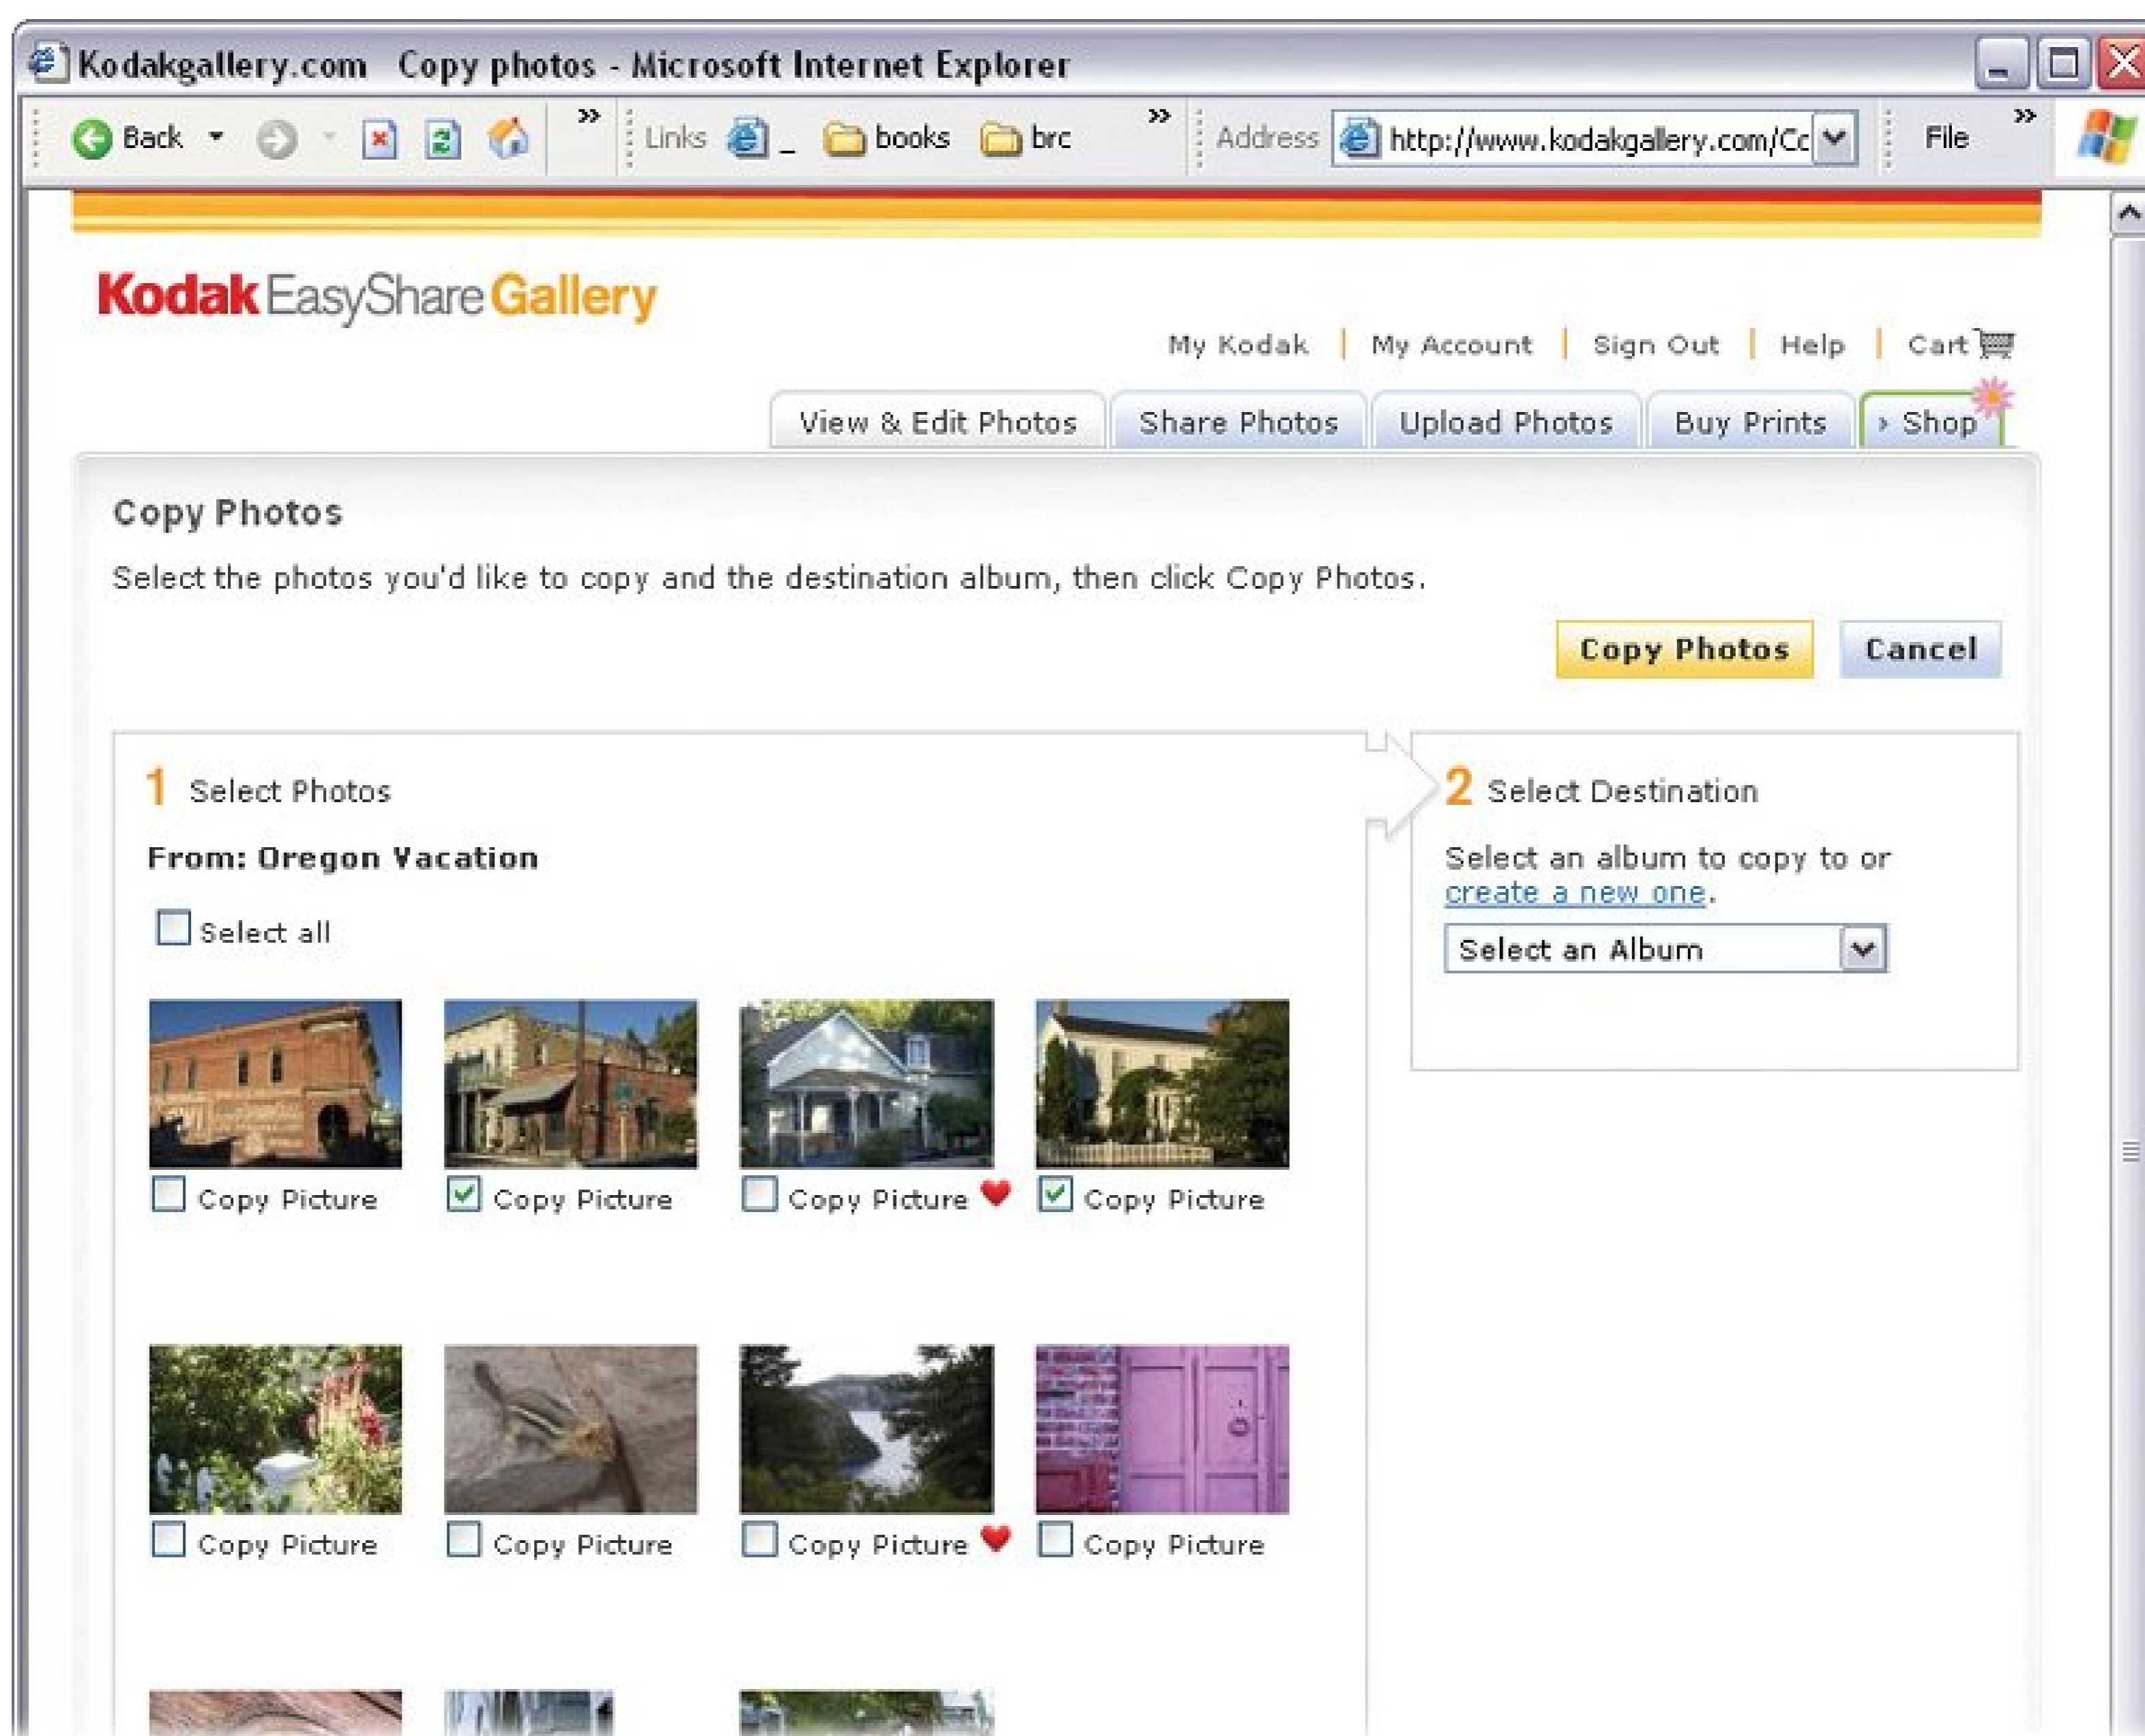 Kodakgallery.com Copy photos - Microsoft Internet Explorer
Back » Links _ books brc » Address http://www.kodakgallery.com/Cc File »
Kodak EasyShare Gallery
My Kodak | My Account | Sign Out | Help | Cart
View & Edit Photos Share Photos Upload Photos Buy Prints › Shop
Copy Photos
Select the photos you'd like to copy and the destination album, then click Copy Photos.
Copy Photos Cancel
1 Select Photos
From: Oregon Vacation
Select all
Copy Picture Copy Picture Copy Picture Copy Picture
Copy Picture Copy Picture Copy Picture Copy Picture
2 Select Destination
Select an album to copy to or
create a new one.
Select an Album